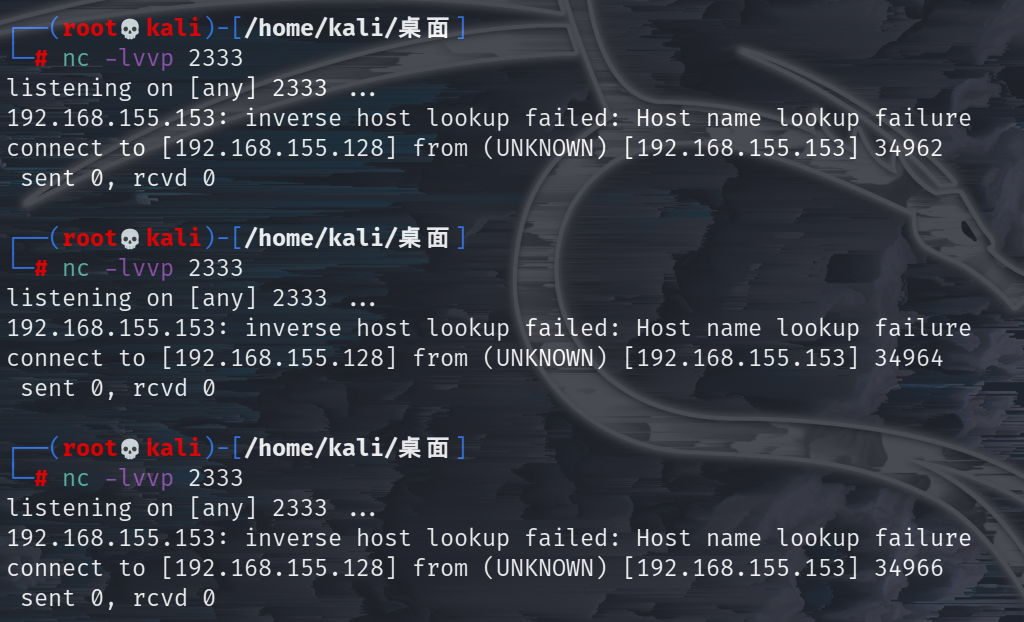 ┌──(root💀kali)-[/home/kali/桌面]
└─# nc -lvvp 2333
listening on [any] 2333 ...
192.168.155.153: inverse host lookup failed: Host name lookup failure
connect to [192.168.155.128] from (UNKNOWN) [192.168.155.153] 34962
 sent 0, rcvd 0

┌──(root💀kali)-[/home/kali/桌面]
└─# nc -lvvp 2333
listening on [any] 2333 ...
192.168.155.153: inverse host lookup failed: Host name lookup failure
connect to [192.168.155.128] from (UNKNOWN) [192.168.155.153] 34964
 sent 0, rcvd 0

┌──(root💀kali)-[/home/kali/桌面]
└─# nc -lvvp 2333
listening on [any] 2333 ...
192.168.155.153: inverse host lookup failed: Host name lookup failure
connect to [192.168.155.128] from (UNKNOWN) [192.168.155.153] 34966
 sent 0, rcvd 0